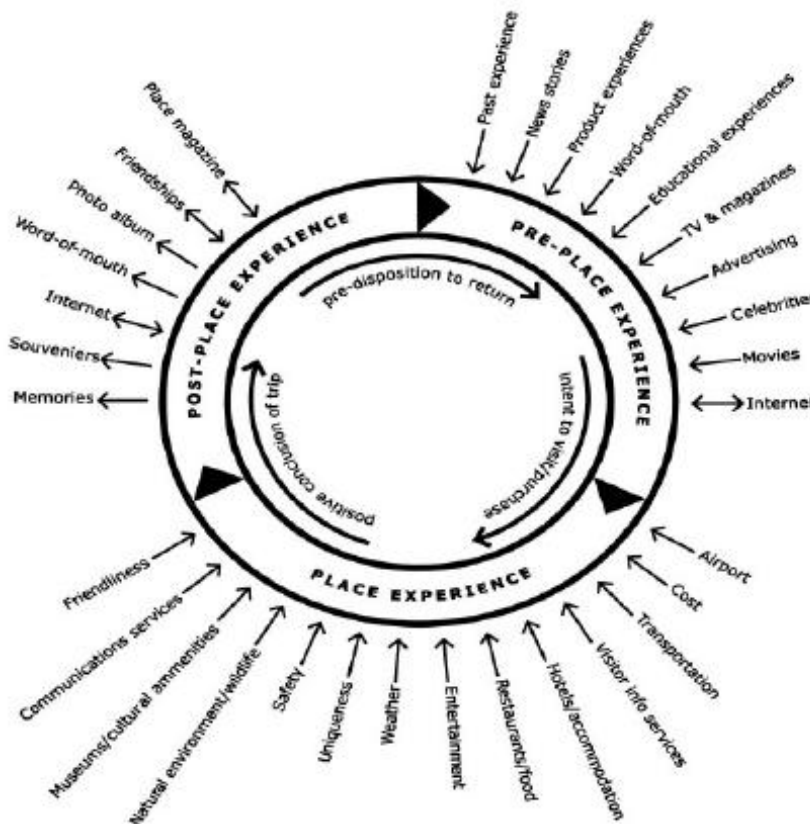 Past experience
News stories
Product experiences
Word-of-mouth
Educational experiences
TV & magazines
Advertising
Celebritie
Movies
Internet
PRE-PLACE EXPERIENCE
Airport
Cost
Transportation
Visitor info services
Hotels/accommodation
Restaurants/food
Entertainment
Weather
Uniqueness
Safety
Natural environment/wildlife
Museums/cultural ammenities
Communications services
Friendliness
PLACE EXPERIENCE
Memories
Souveniers
Internet
Word-of-mouth
Photo album
Friendships
Place magazine
POST-PLACE EXPERIENCE
pre-disposition to return
intent to visit/purchase
positive conclusion of trip